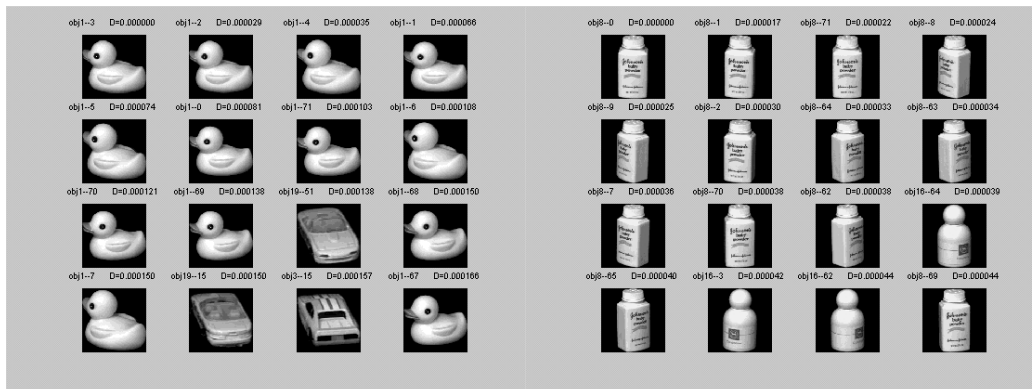 obj1--3 D=0.000000 obj1--2 D=0.000029 obj1--4 D=0.000035 obj1--1 D=0.000066 obj8--0 D=0.000000 obj8--1 D=0.000017 obj8--71 D=0.000022 obj8--8 D=0.000024
obj1--5 D=0.000074 obj1--0 D=0.000081 obj1--71 D=0.000103 obj1--6 D=0.000108 obj8--9 D=0.000025 obj8--2 D=0.000030 obj8--64 D=0.000033 obj8--63 D=0.000034
obj1--70 D=0.000121 obj1--69 D=0.000138 obj19--51 D=0.000138 obj1--68 D=0.000150 obj8--7 D=0.000036 obj8--70 D=0.000038 obj8--62 D=0.000038 obj16--64 D=0.000039
obj1--7 D=0.000150 obj19--15 D=0.000150 obj3--15 D=0.000157 obj1--67 D=0.000166 obj8--65 D=0.000040 obj16--3 D=0.000042 obj16--62 D=0.000044 obj8--69 D=0.000044